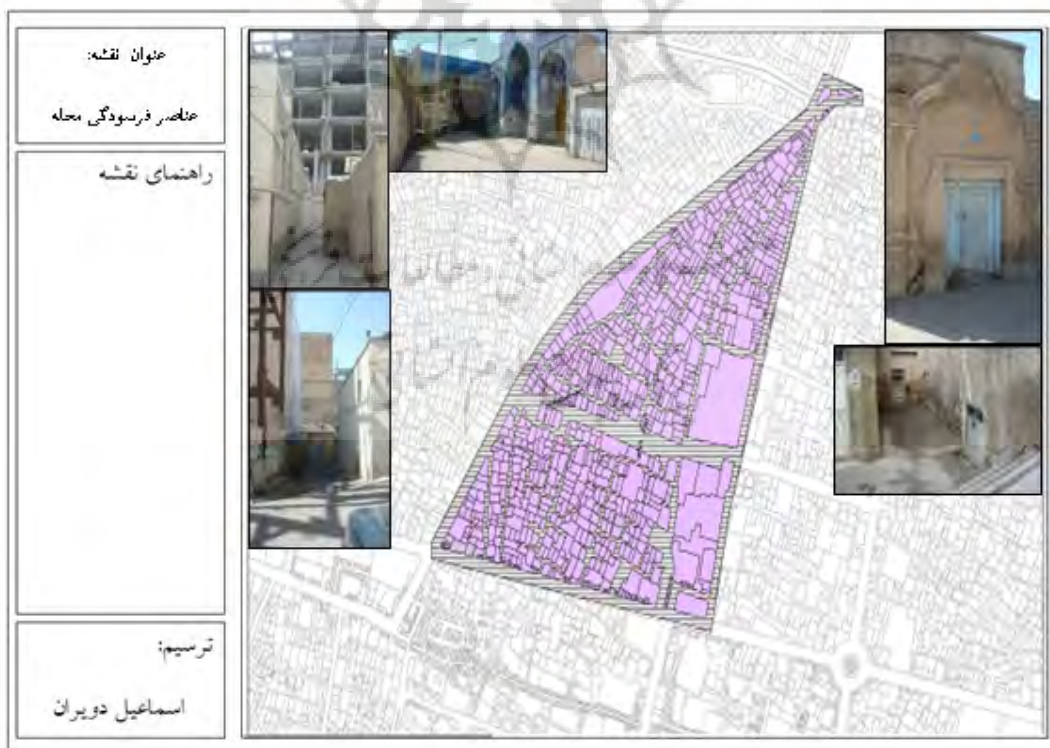 عنوان نقشه:
عناصر فرسودگی محله
راهنمای نقشه
ترسیم:
اسماعیل دویران